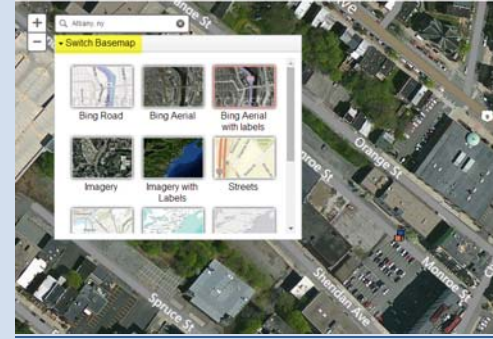 +
Albany, ny
−
Switch Basemap
Bing Road
Bing Aerial
Bing Aerial
with labels
Imagery
Imagery with
Labels
Streets
Orange St
Monroe St
Sheridan Ave
Spruce St